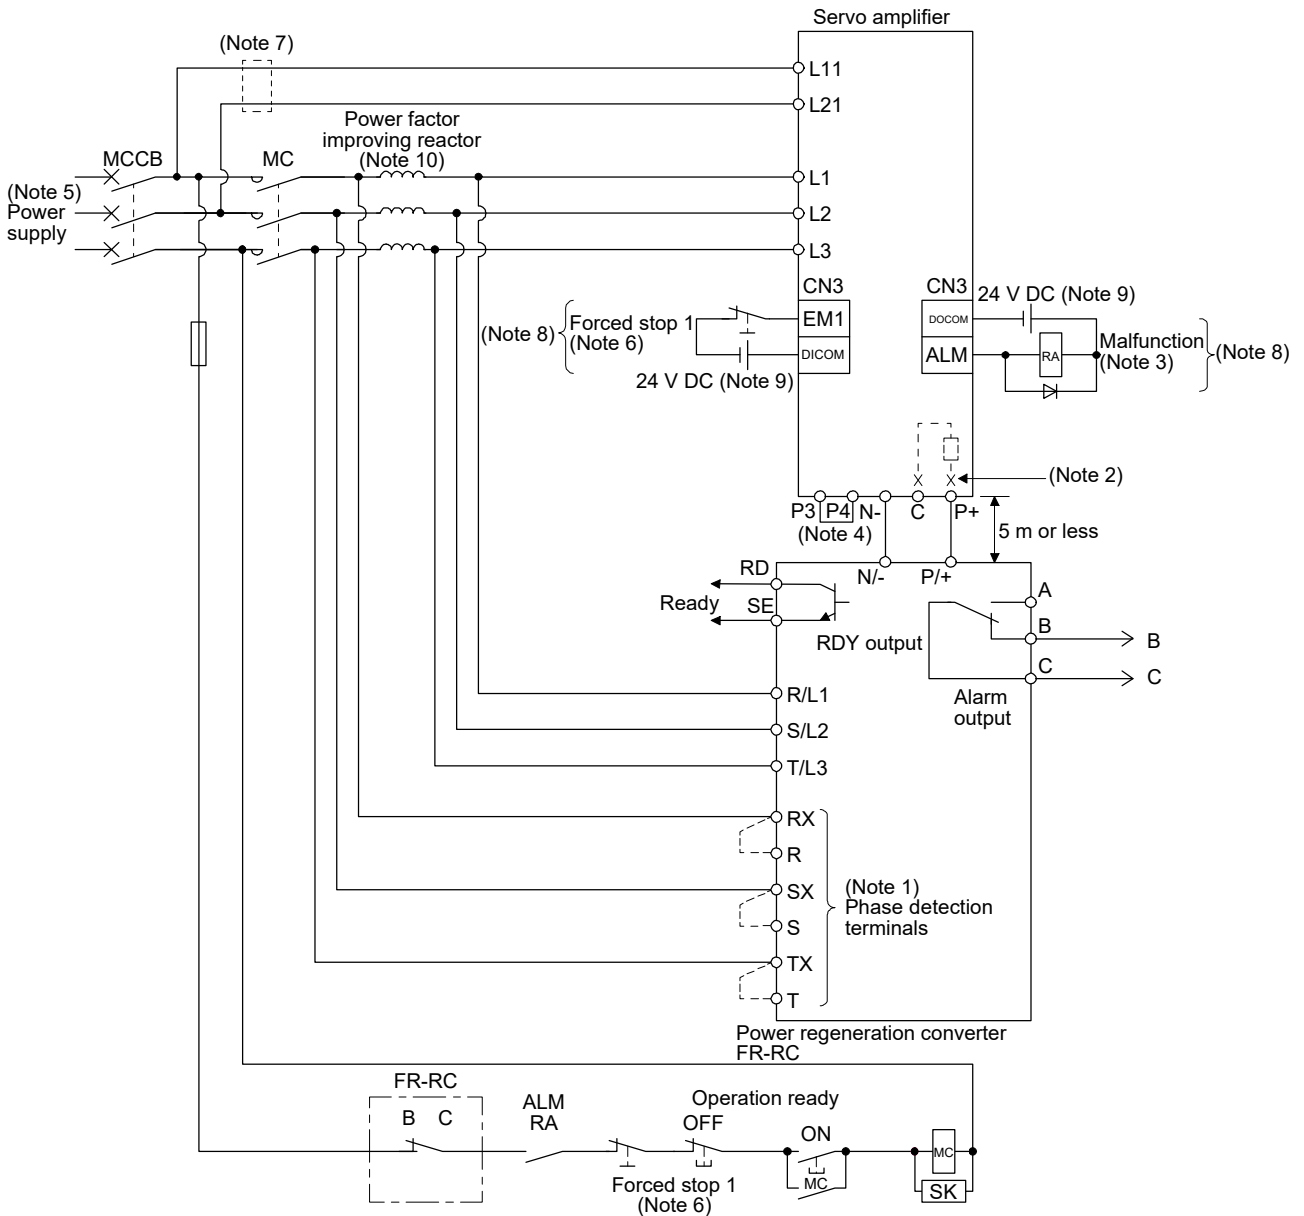 Servo amplifier
(Note 7)
L11
L21
Power factor
improving reactor
(Note 10)
MCCB
MC
(Note 5)
Power
supply
L1
L2
L3
CN3
CN3
24 V DC (Note 9)
(Note 8)
Forced stop 1
(Note 6)
EM1
DICOM
24 V DC (Note 9)
DOCOM
ALM
RA
Malfunction
(Note 3)
(Note 8)
(Note 2)
P3
P4
N-
C
P+
(Note 4)
5 m or less
N/-
P/+
RD
Ready
SE
RDY output
A
B
B
C
C
Alarm
output
R/L1
S/L2
T/L3
RX
R
SX
S
TX
T
(Note 1)
Phase detection
terminals
Power regeneration converter
FR-RC
FR-RC
B
C
ALM
RA
Forced stop 1
(Note 6)
Operation ready
OFF
ON
MC
MC
SK